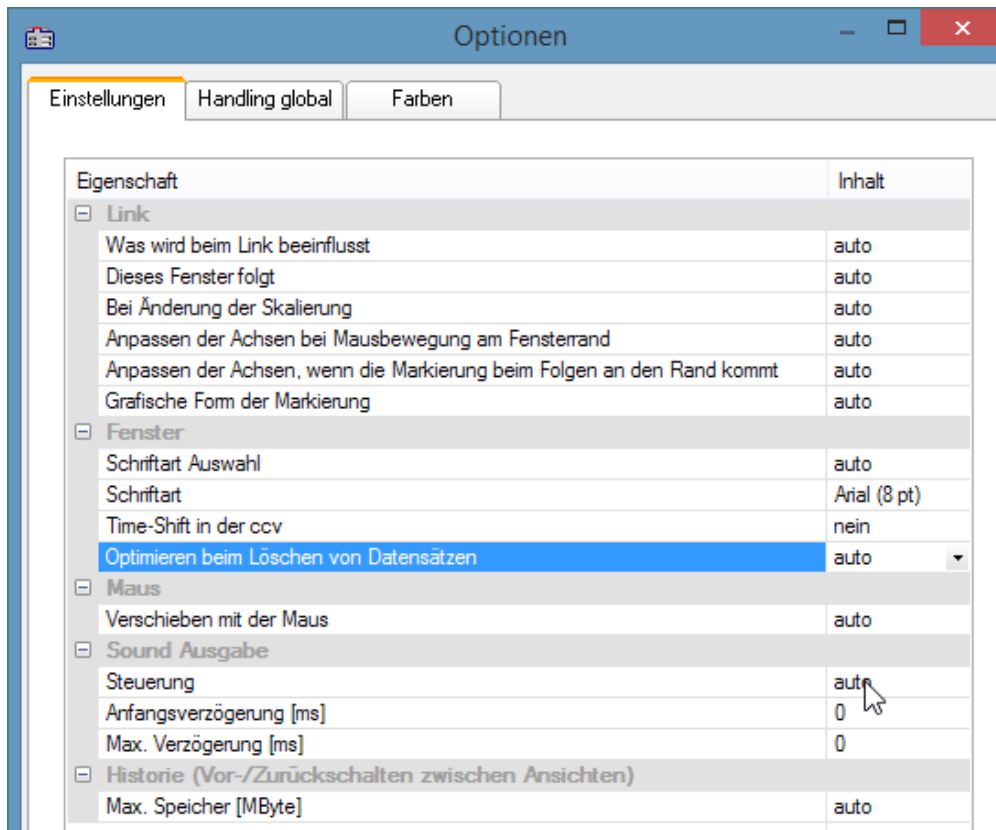 Optionen
Einstellungen Handling global Farben
Eigenschaft Inhalt
Link
Was wird beim Link beeinflusst auto
Dieses Fenster folgt auto
Bei Änderung der Skalierung auto
Anpassen der Achsen bei Mausbewegung am Fensterrand auto
Anpassen der Achsen, wenn die Markierung beim Folgen an den Rand kommt auto
Grafische Form der Markierung auto
Fenster
Schriftart Auswahl auto
Schriftart Arial (8 pt)
Time-Shift in der ccv nein
Optimieren beim Löschen von Datensätzen auto
Maus
Verschieben mit der Maus auto
Sound Ausgabe
Steuerung auto
Anfangsverzögerung [ms] 0
Max. Verzögerung [ms] 0
Historie (Vor-/Zurückschalten zwischen Ansichten)
Max. Speicher [MByte] auto